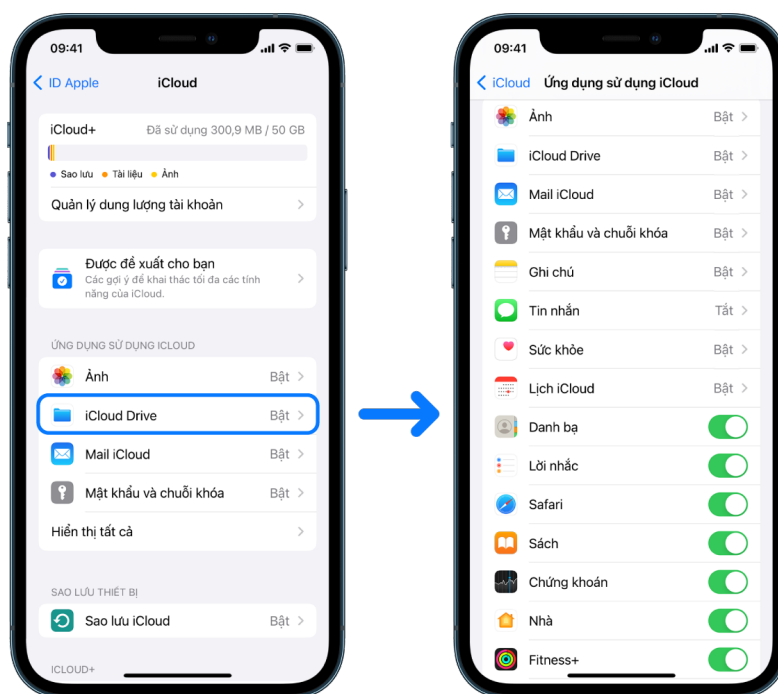 09:41
ID Apple
iCloud
iCloud+
Đã sử dụng 300,9 MB / 50 GB
Sao lưu Tài liệu Ảnh
Quản lý dung lượng tài khoản
Được đề xuất cho bạn
Các gợi ý để khai thác tối đa các tính
năng của iCloud.
ỨNG DỤNG SỬ DỤNG ICLOUD
Ảnh Bật
iCloud Drive Bật
Mail iCloud Bật
Mật khẩu và chuỗi khóa Bật
Hiển thị tất cả
SAO LƯU THIẾT BỊ
Sao lưu iCloud Bật
ICLOUD+
09:41
iCloud Ứng dụng sử dụng iCloud
Ảnh Bật
iCloud Drive Bật
Mail iCloud Bật
Mật khẩu và chuỗi khóa Bật
Ghi chú Bật
Tin nhắn Tắt
Sức khỏe Bật
Lịch iCloud Bật
Danh bạ
Lời nhắc
Safari
Sách
Chứng khoán
Nhà
Fitness+